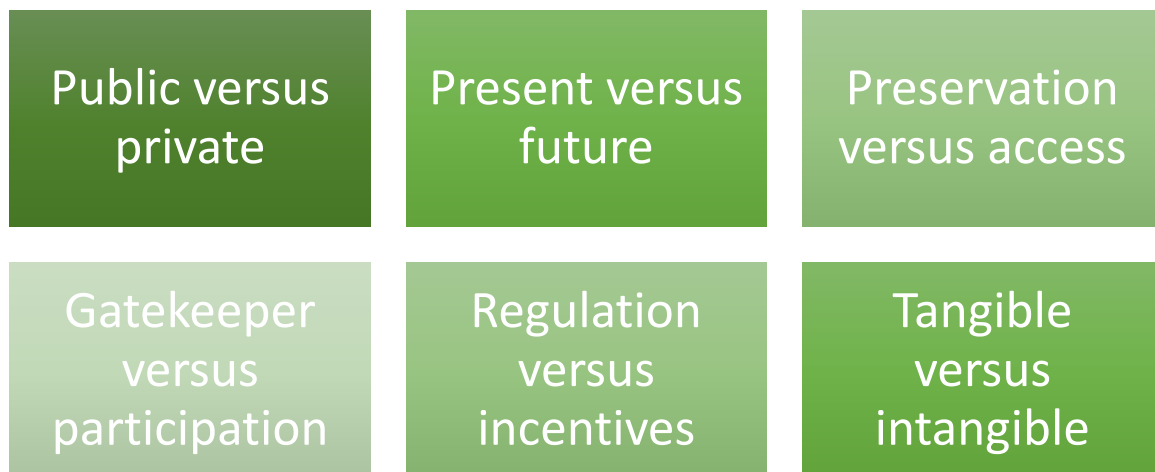 Public versus
private
Present versus
future
Preservation
versus access
Gatekeeper
versus
participation
Regulation
versus
incentives
Tangible
versus
intangible